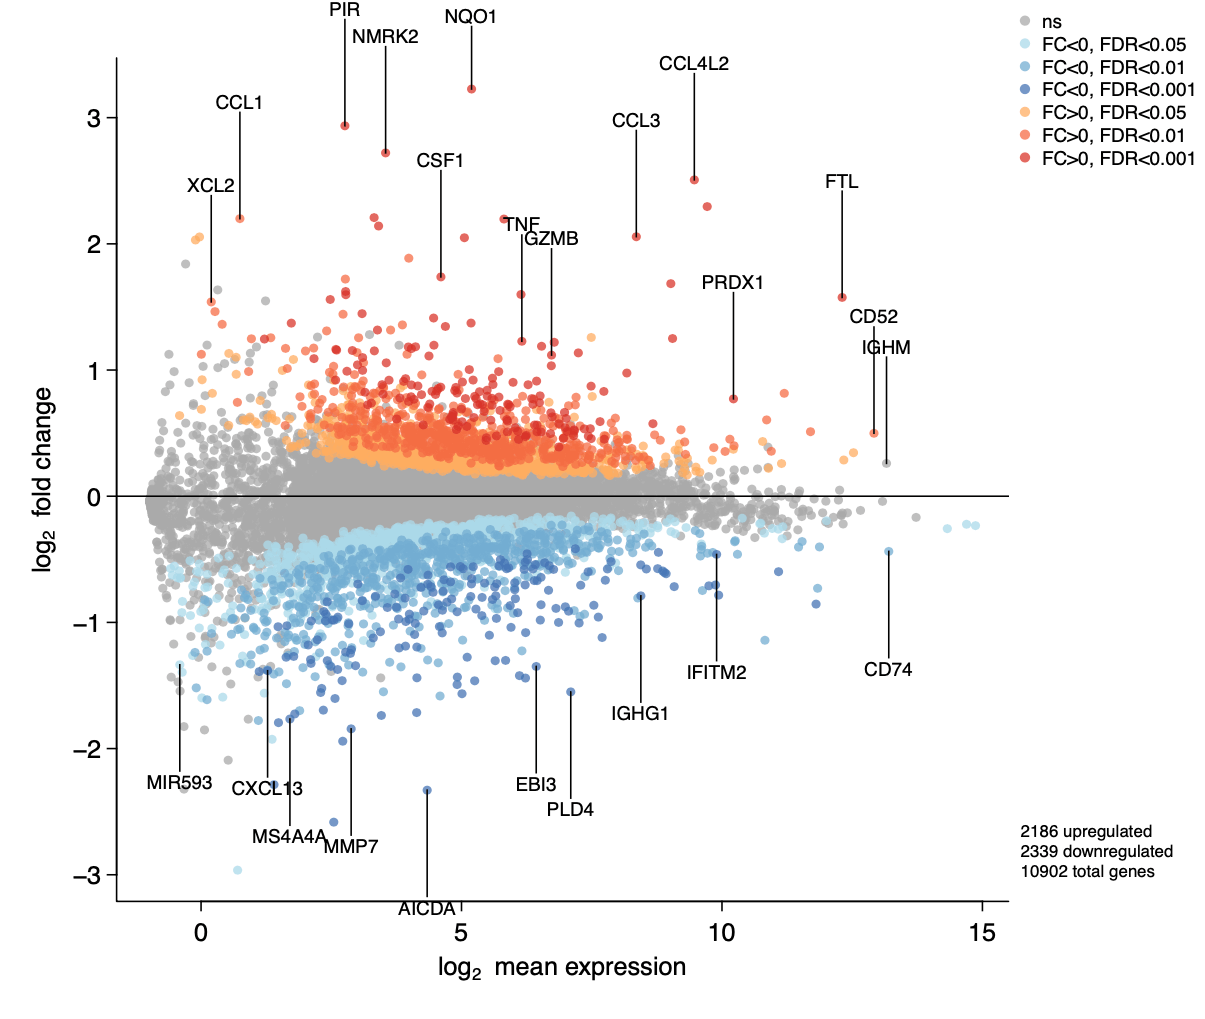 PIR
NQO1
NMRK2
CCL4L2
CCL1
CCL3
CSF1
XCL2
FTL
TNF
GZMB
PRDX1
CD52
IGHM
ns
FC<0, FDR<0.05
FC<0, FDR<0.01
FC<0, FDR<0.001
FC>0, FDR<0.05
FC>0, FDR<0.01
FC>0, FDR<0.001
3
2
1
0
−1
−2
−3
log₂ fold change
CD74
IFITM2
IGHG1
MIR593
CXCL13
EBI3
PLD4
MS4A4A
MMP7
AICDA
2186 upregulated
2339 downregulated
10902 total genes
0
5
10
15
log₂ mean expression